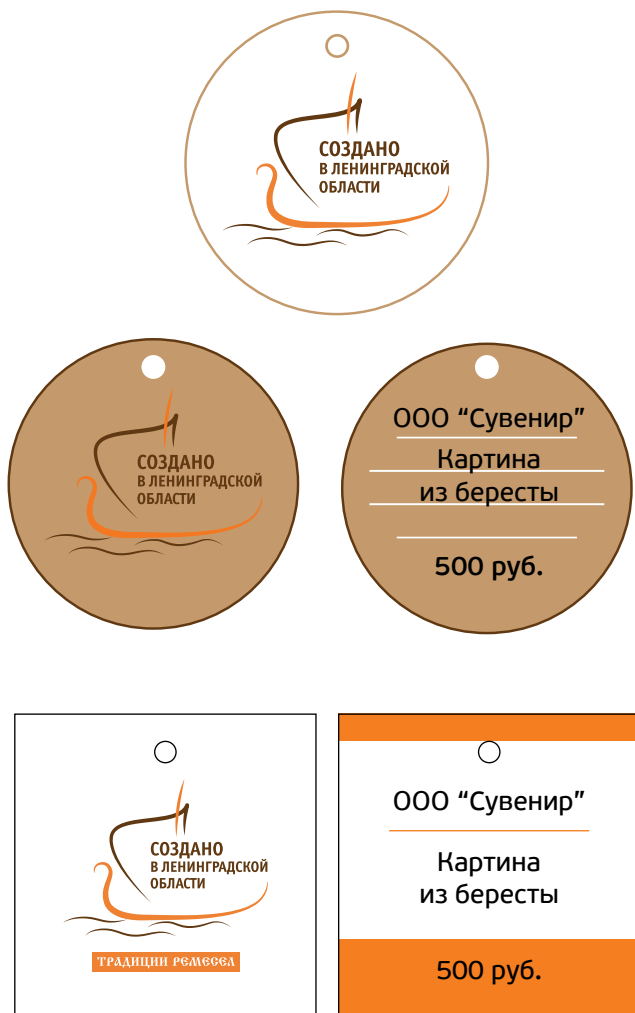 СОЗДАНО
В ЛЕНИНГРАДСКОЙ
ОБЛАСТИ
СОЗДАНО
В ЛЕНИНГРАДСКОЙ
ОБЛАСТИ
ООО “Сувенир”
Картина
из бересты
500 руб.
СОЗДАНО
В ЛЕНИНГРАДСКОЙ
ОБЛАСТИ
ТРАДИЦИИ РЕМЕСЕЛ
ООО “Сувенир”
Картина
из бересты
500 руб.